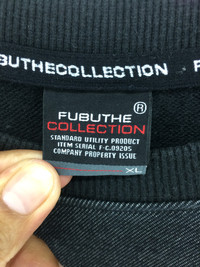 BUTHECOLLECTION F
®
FUBUTHE
COLLECTION
STANDARD UTILITY PRODUCT
ITEM SERIAL F-C.09205
COMPANY PROPERTY ISSUE
XL